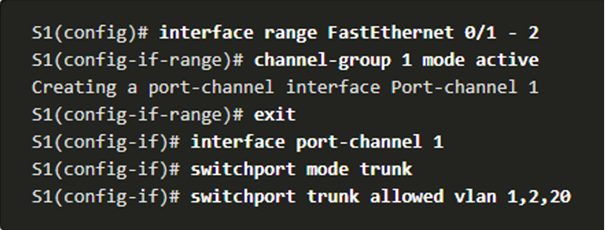 S1(config)# interface range FastEthernet 0/1 - 2
S1(config-if-range)# channel-group 1 mode active
Creating a port-channel interface Port-channel 1
S1(config-if-range)# exit
S1(config-if)# interface port-channel 1
S1(config-if)# switchport mode trunk
S1(config-if)# switchport trunk allowed vlan 1,2,20